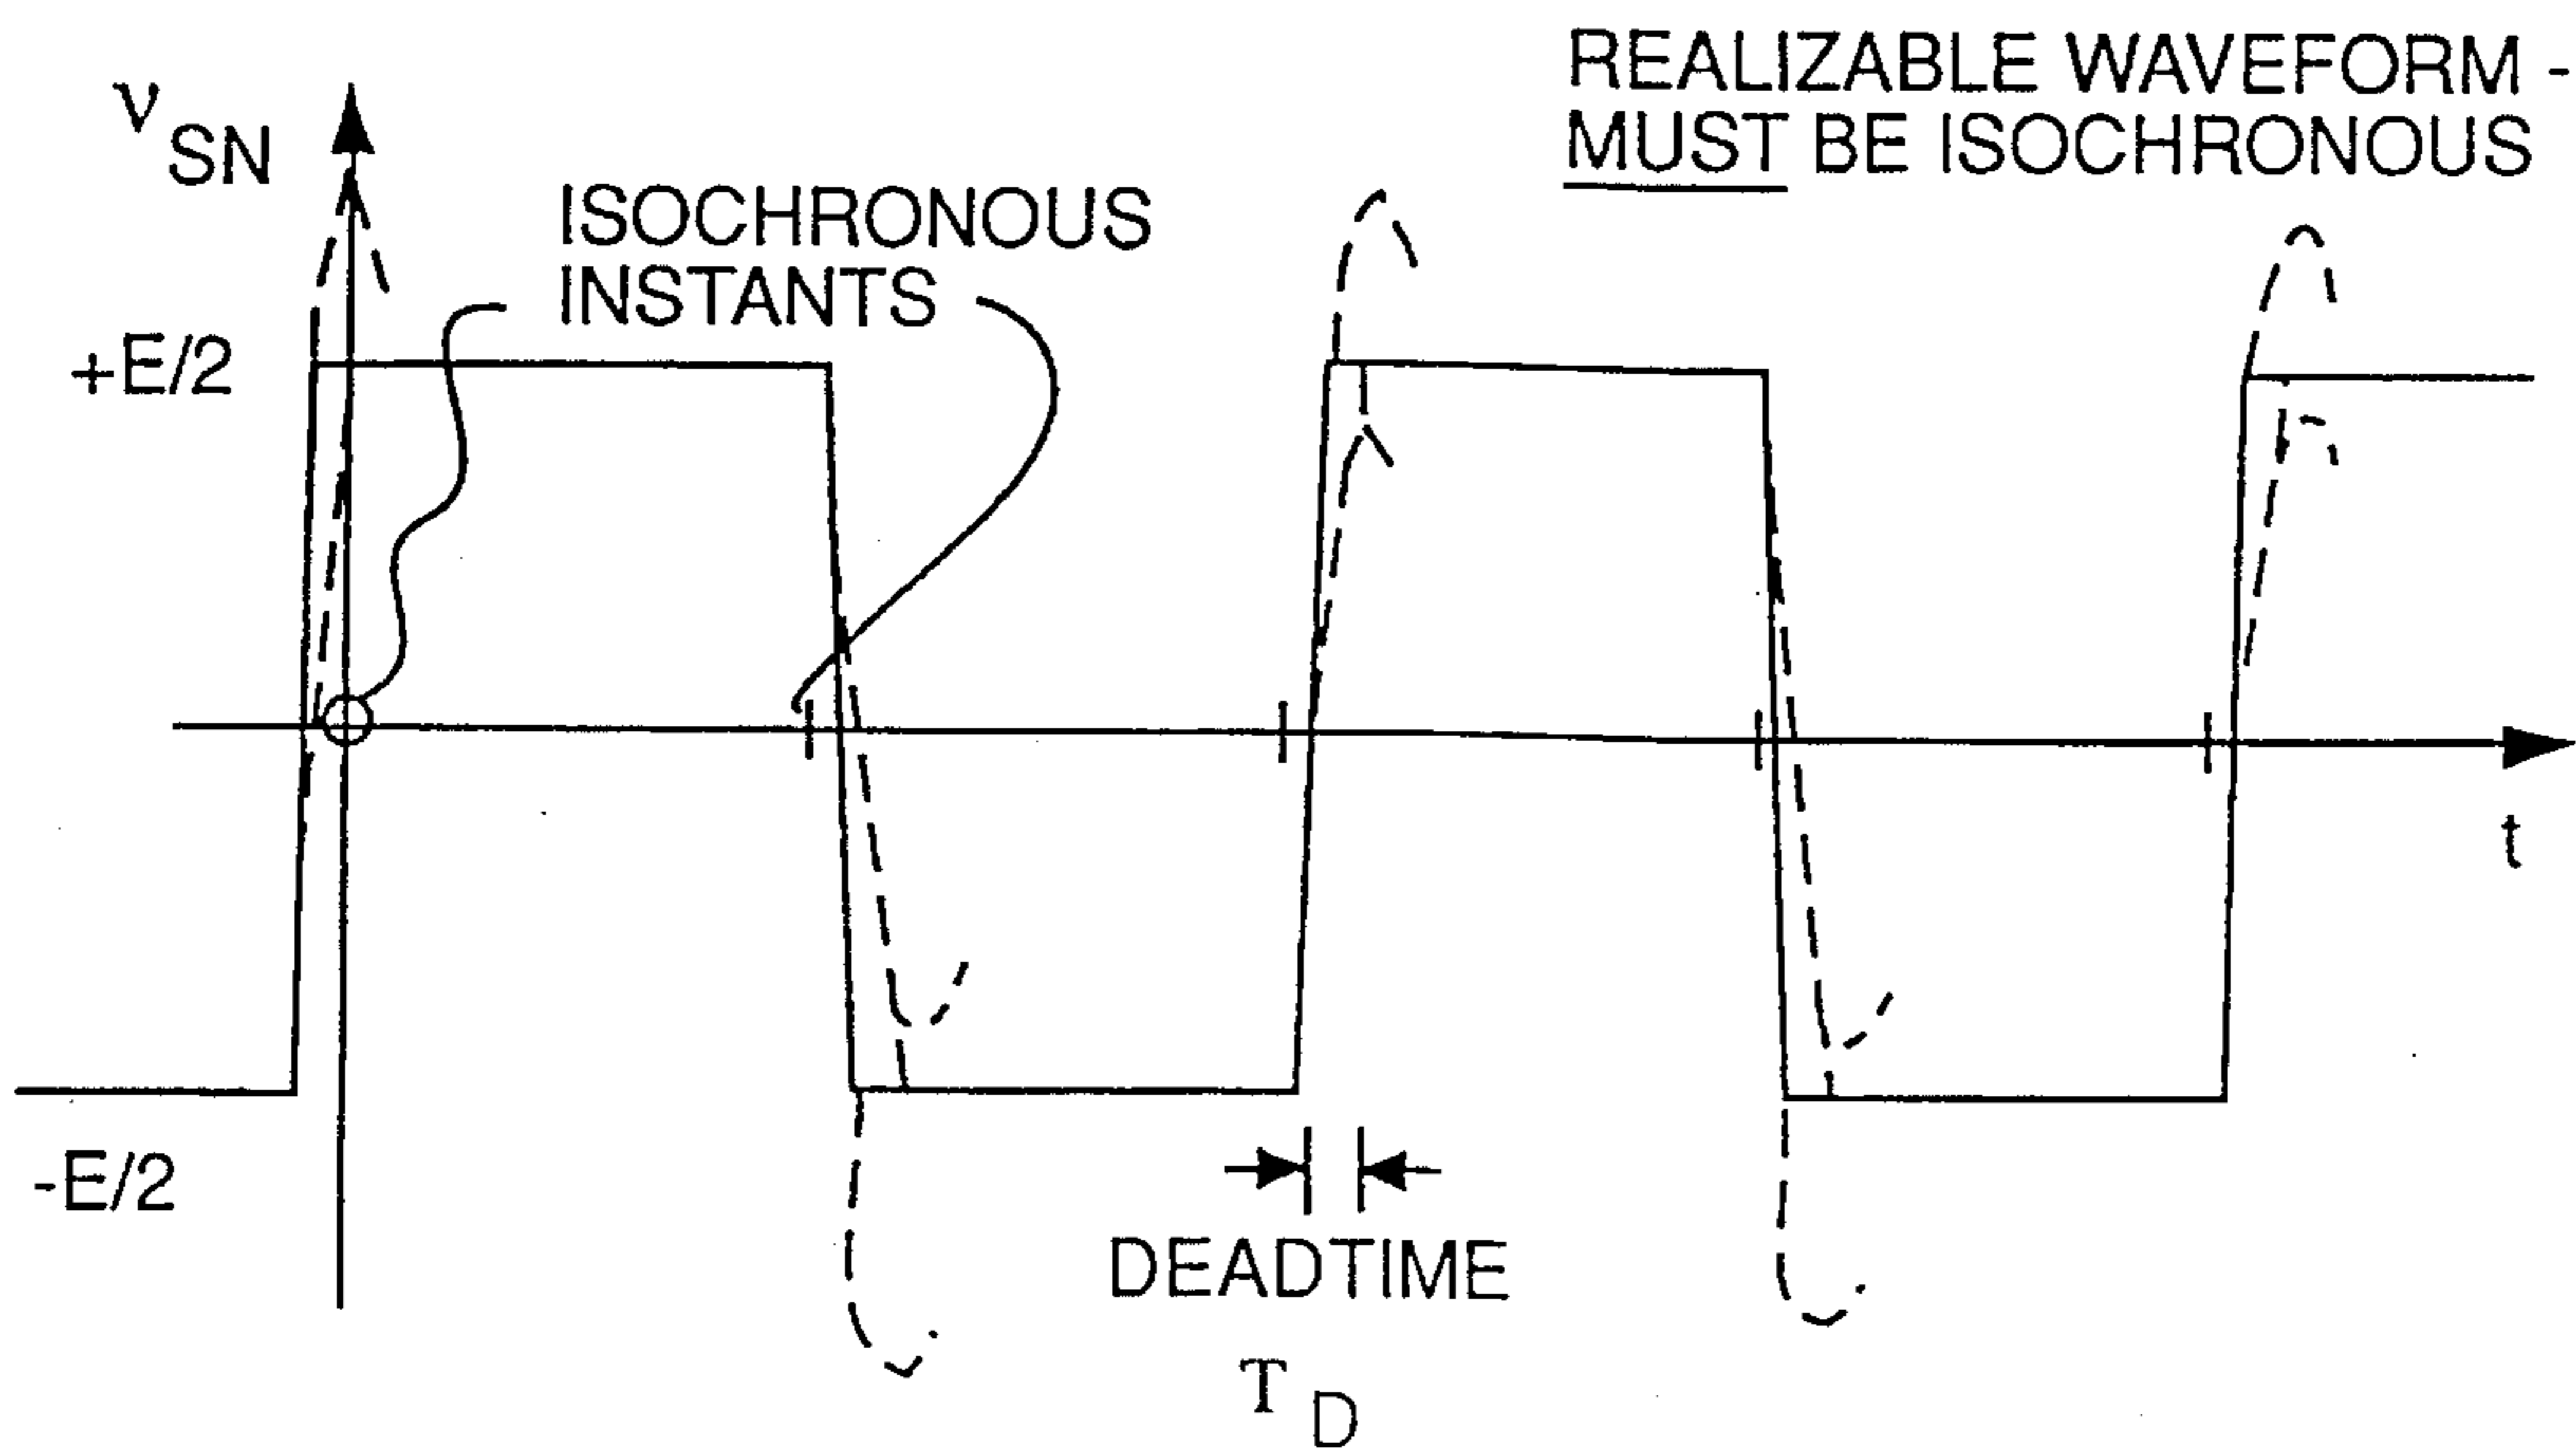 REALIZABLE WAVEFORM -
MUST BE ISOCHRONOUS
ν SN
ISOCHRONOUS
INSTANTS
+E/2
t
-E/2
DEADTIME
T D